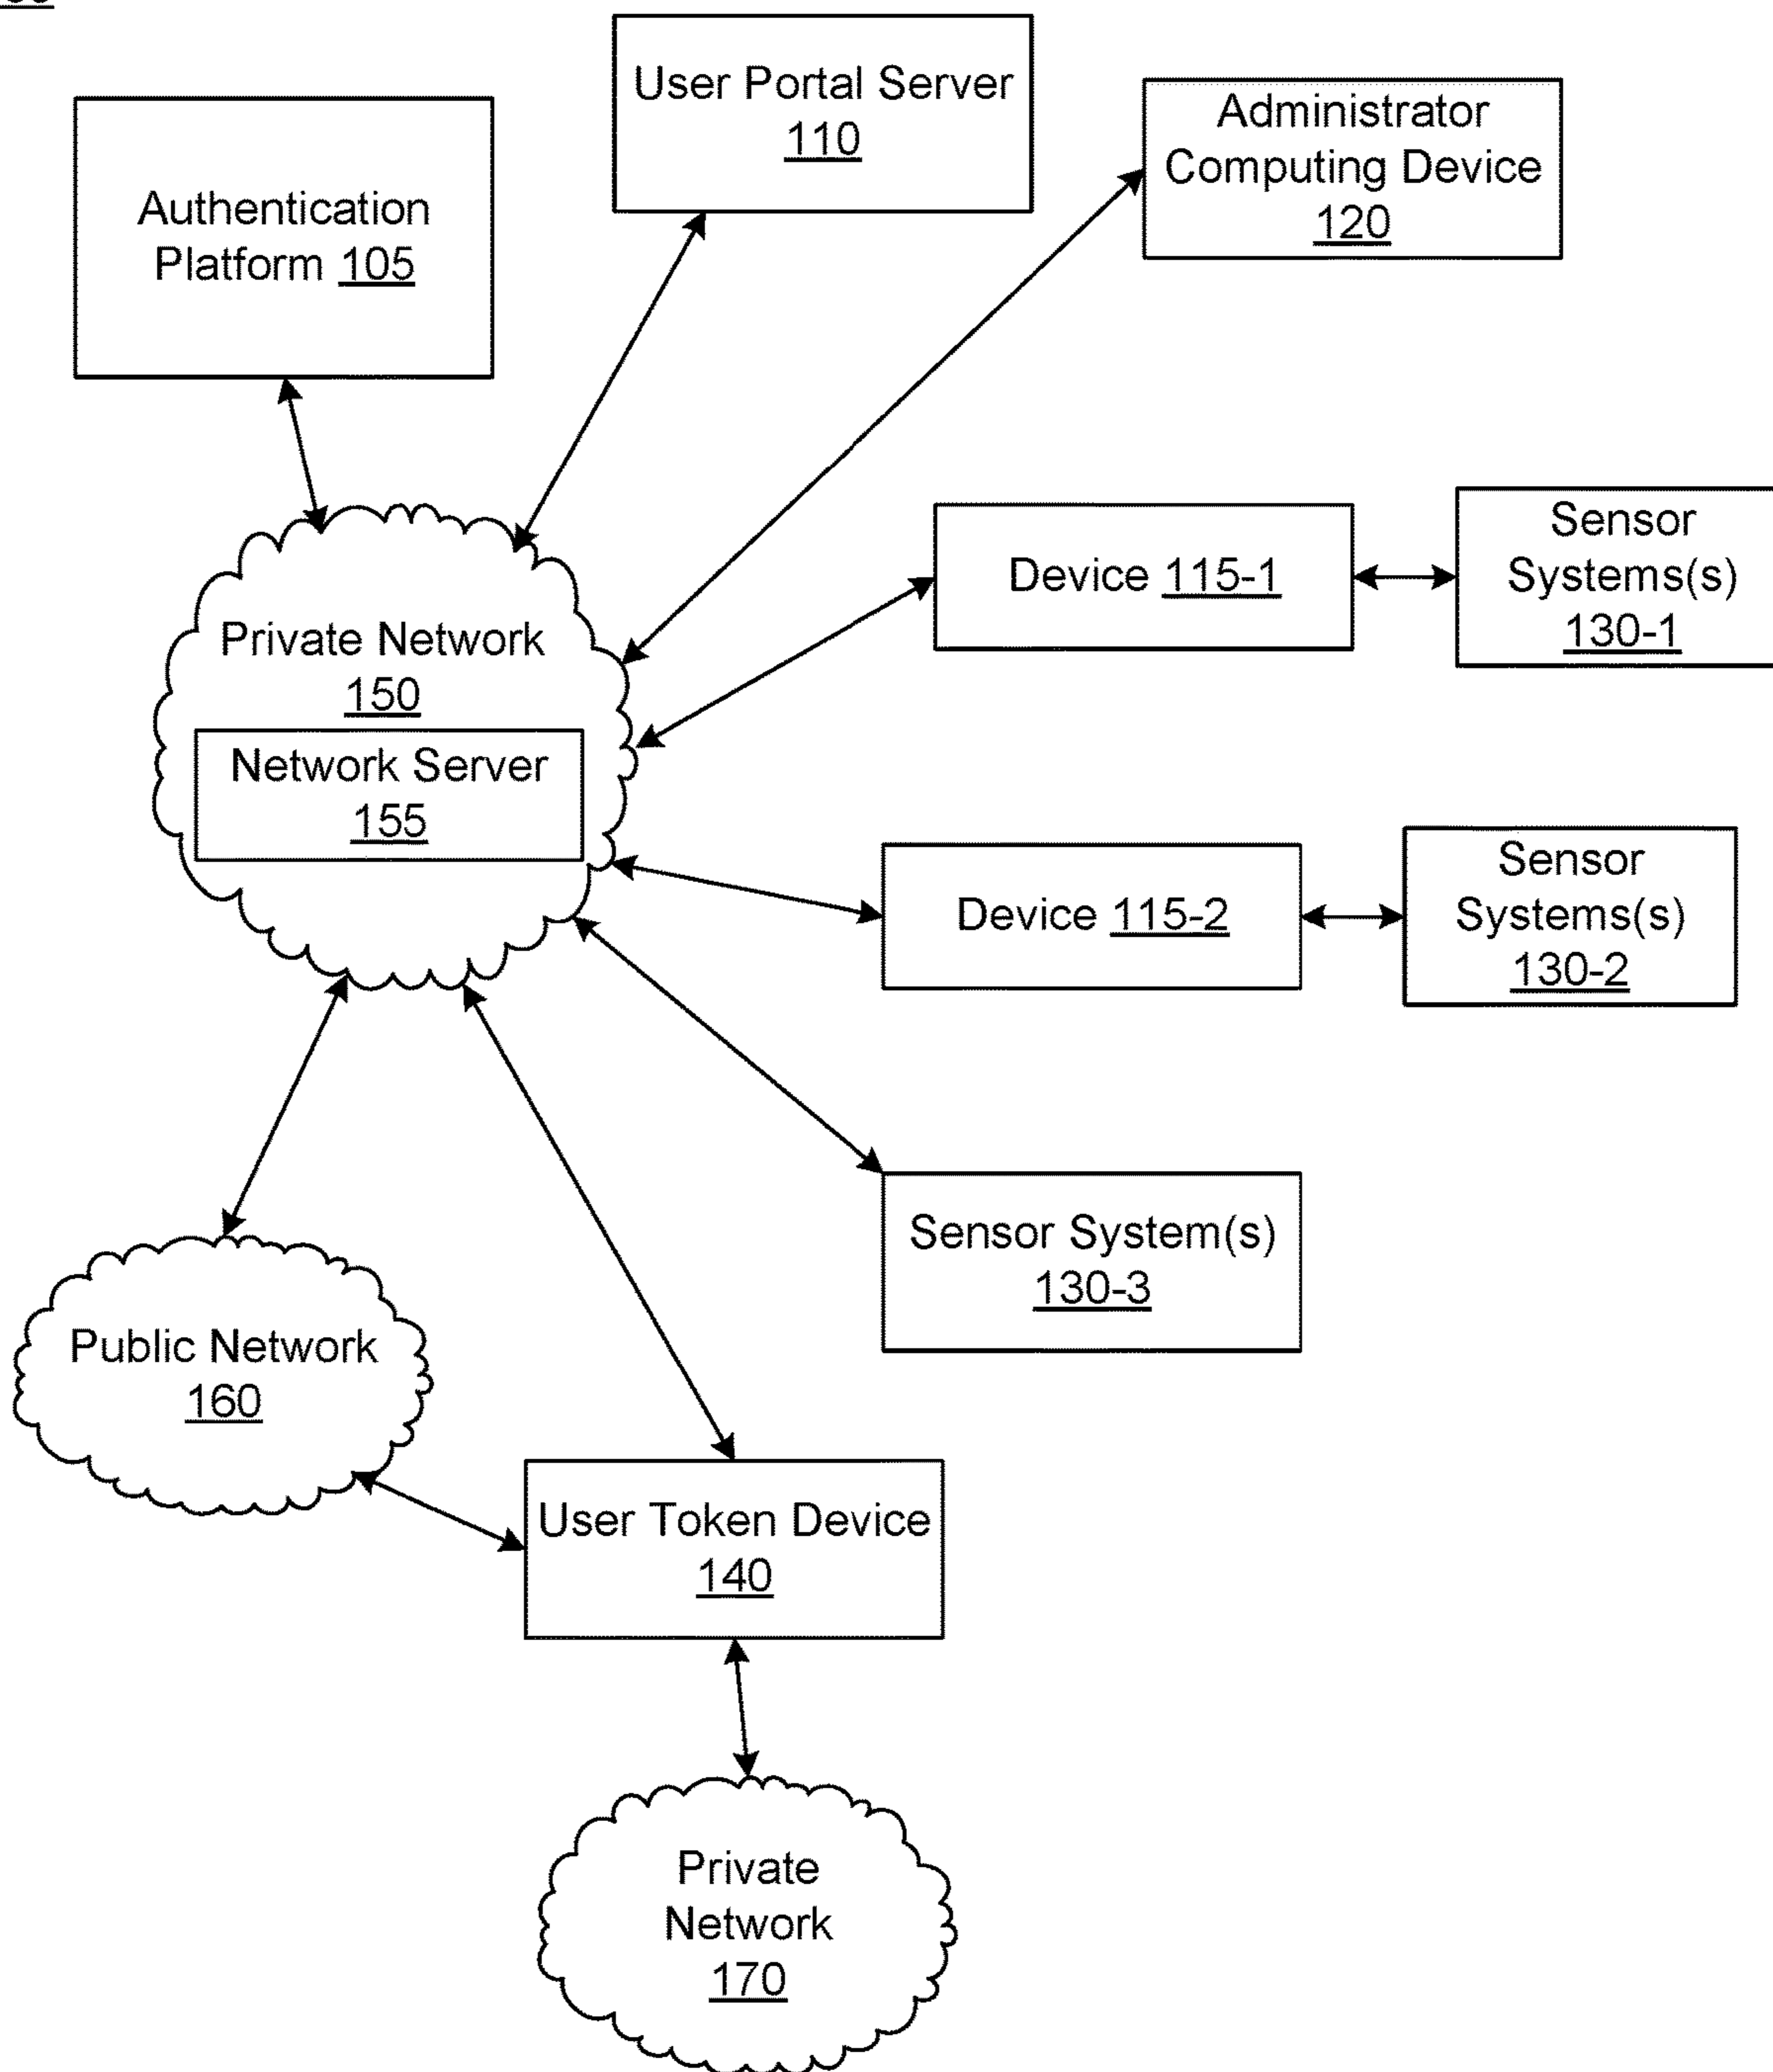 User Portal Server
110
Administrator
Computing Device
120
Authentication
Platform 105
Sensor
Systems(s)
130-1
Device 115-1
Private Network
150
Network Server
155
Sensor
Systems(s)
130-2
Device 115-2
Sensor System(s)
130-3
Public Network
160
User Token Device
140
Private
Network
170